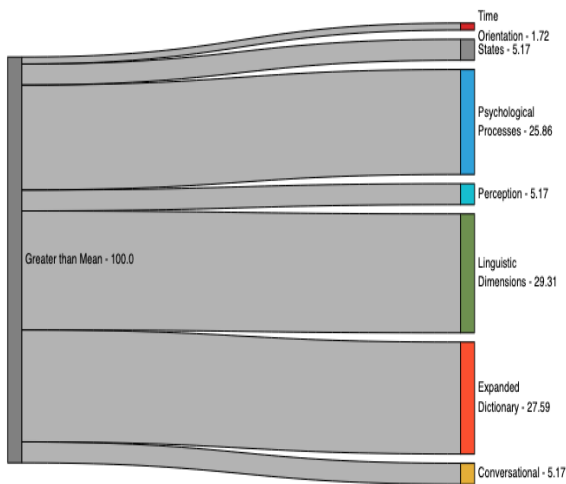 Time
Orientation - 1.72
States - 5.17
Psychological
Processes - 25.86
Perception - 5.17
Greater than Mean - 100.0
Linguistic
Dimensions - 29.31
Expanded
Dictionary - 27.59
Conversational - 5.17